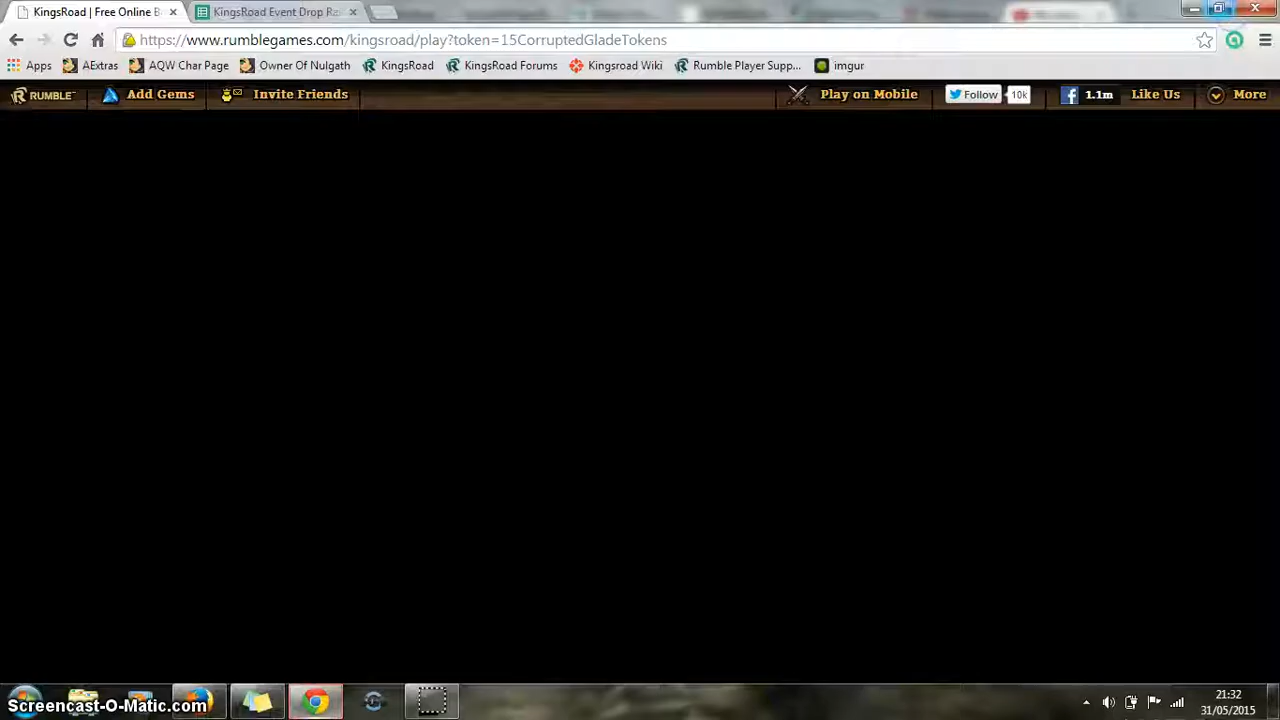 KingsRoad | Free Online B
KingsRoad Event Drop Ra
https://www.rumblegames.com/kingsroad/play?token=15CorruptedGladeTokens
Apps AExtras AQW Char Page Owner Of Nulgath KingsRoad KingsRoad Forums Kingsroad Wiki Rumble Player Supp... imgur
RUMBLE Add Gems Invite Friends Play on Mobile Follow 10k 1.1m Like Us More
Screencast-O-Matic.com
21:32
31/05/2015